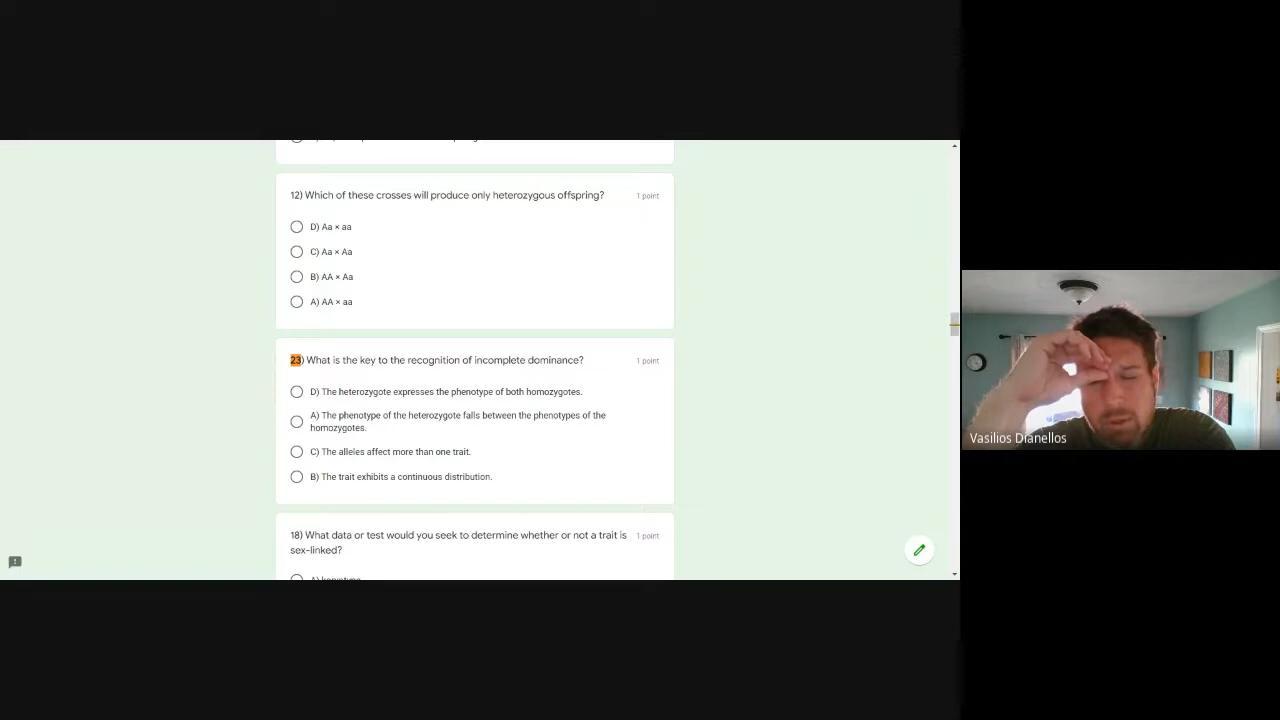 12) Which of these crosses will produce only heterozygous offspring? 1 point
D) Aa × aa
C) Aa × Aa
B) AA × Aa
A) AA × aa
23) What is the key to the recognition of incomplete dominance? 1 point
D) The heterozygote expresses the phenotype of both homozygotes.
A) The phenotype of the heterozygote falls between the phenotypes of the
homozygotes.
C) The alleles affect more than one trait.
B) The trait exhibits a continuous distribution.
18) What data or test would you seek to determine whether or not a trait is 1 point
sex-linked?
Vasilios Dianellos